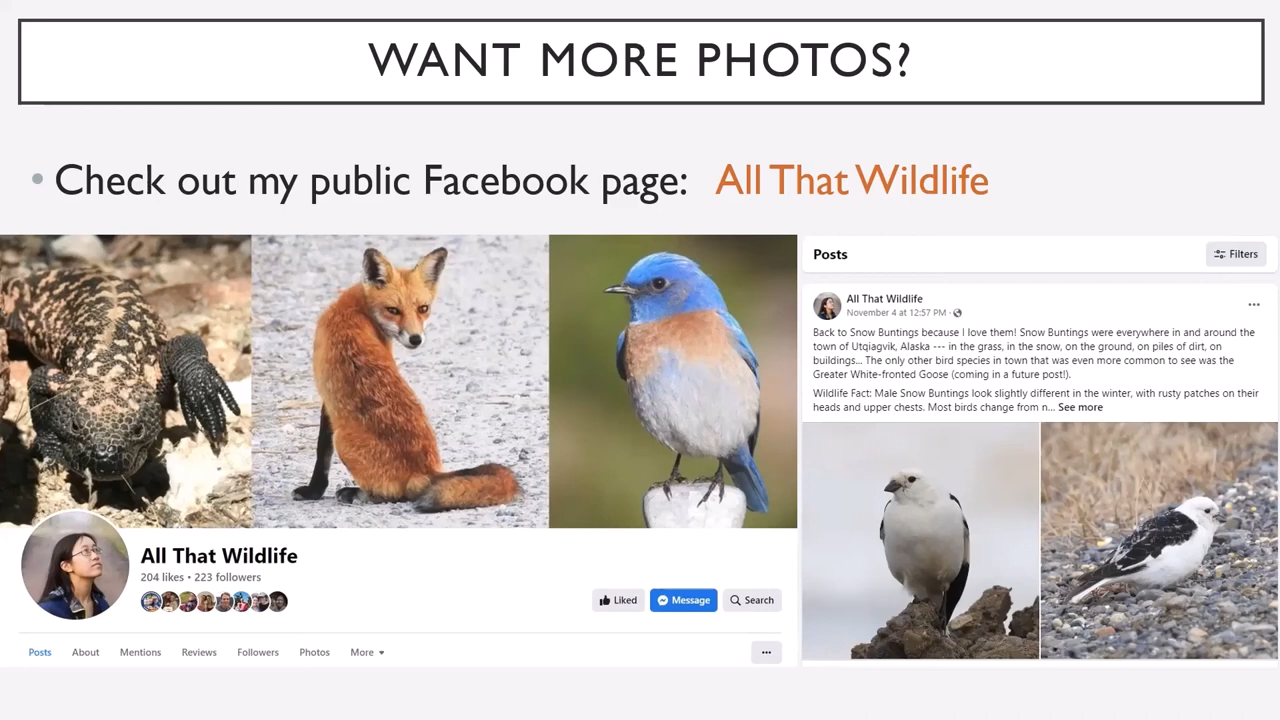 WANT MORE PHOTOS?
• Check out my public Facebook page: All That Wildlife
All That Wildlife
204 likes • 223 followers
Liked
Message
Search
Posts
About
Mentions
Reviews
Followers
Photos
More
Posts
Filters
All That Wildlife
November 4 at 12:57 PM ·
Back to Snow Buntings because I love them! Snow Buntings were everywhere in and around the
town of Utqiagvik, Alaska --- in the grass, in the snow, on the ground, on piles of dirt, on
buildings... The only other bird species in town that was even more common to see was the
Greater White-fronted Goose (coming in a future post!).
Wildlife Fact: Male Snow Buntings look slightly different in the winter, with rusty patches on their
heads and upper chests. Most birds change from n... See more